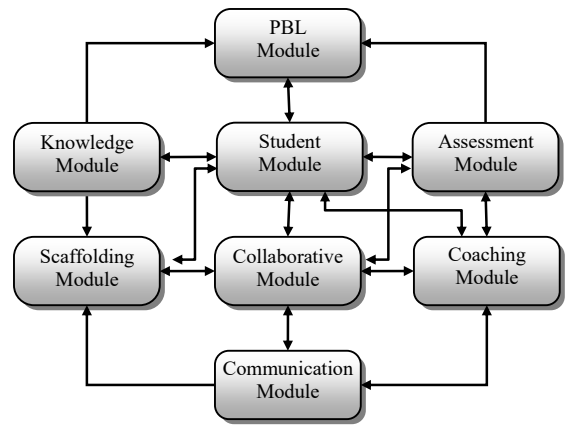 PBL
Module
Knowledge
Module
Student
Module
Assessment
Module
Scaffolding
Module
Collaborative
Module
Coaching
Module
Communication
Module